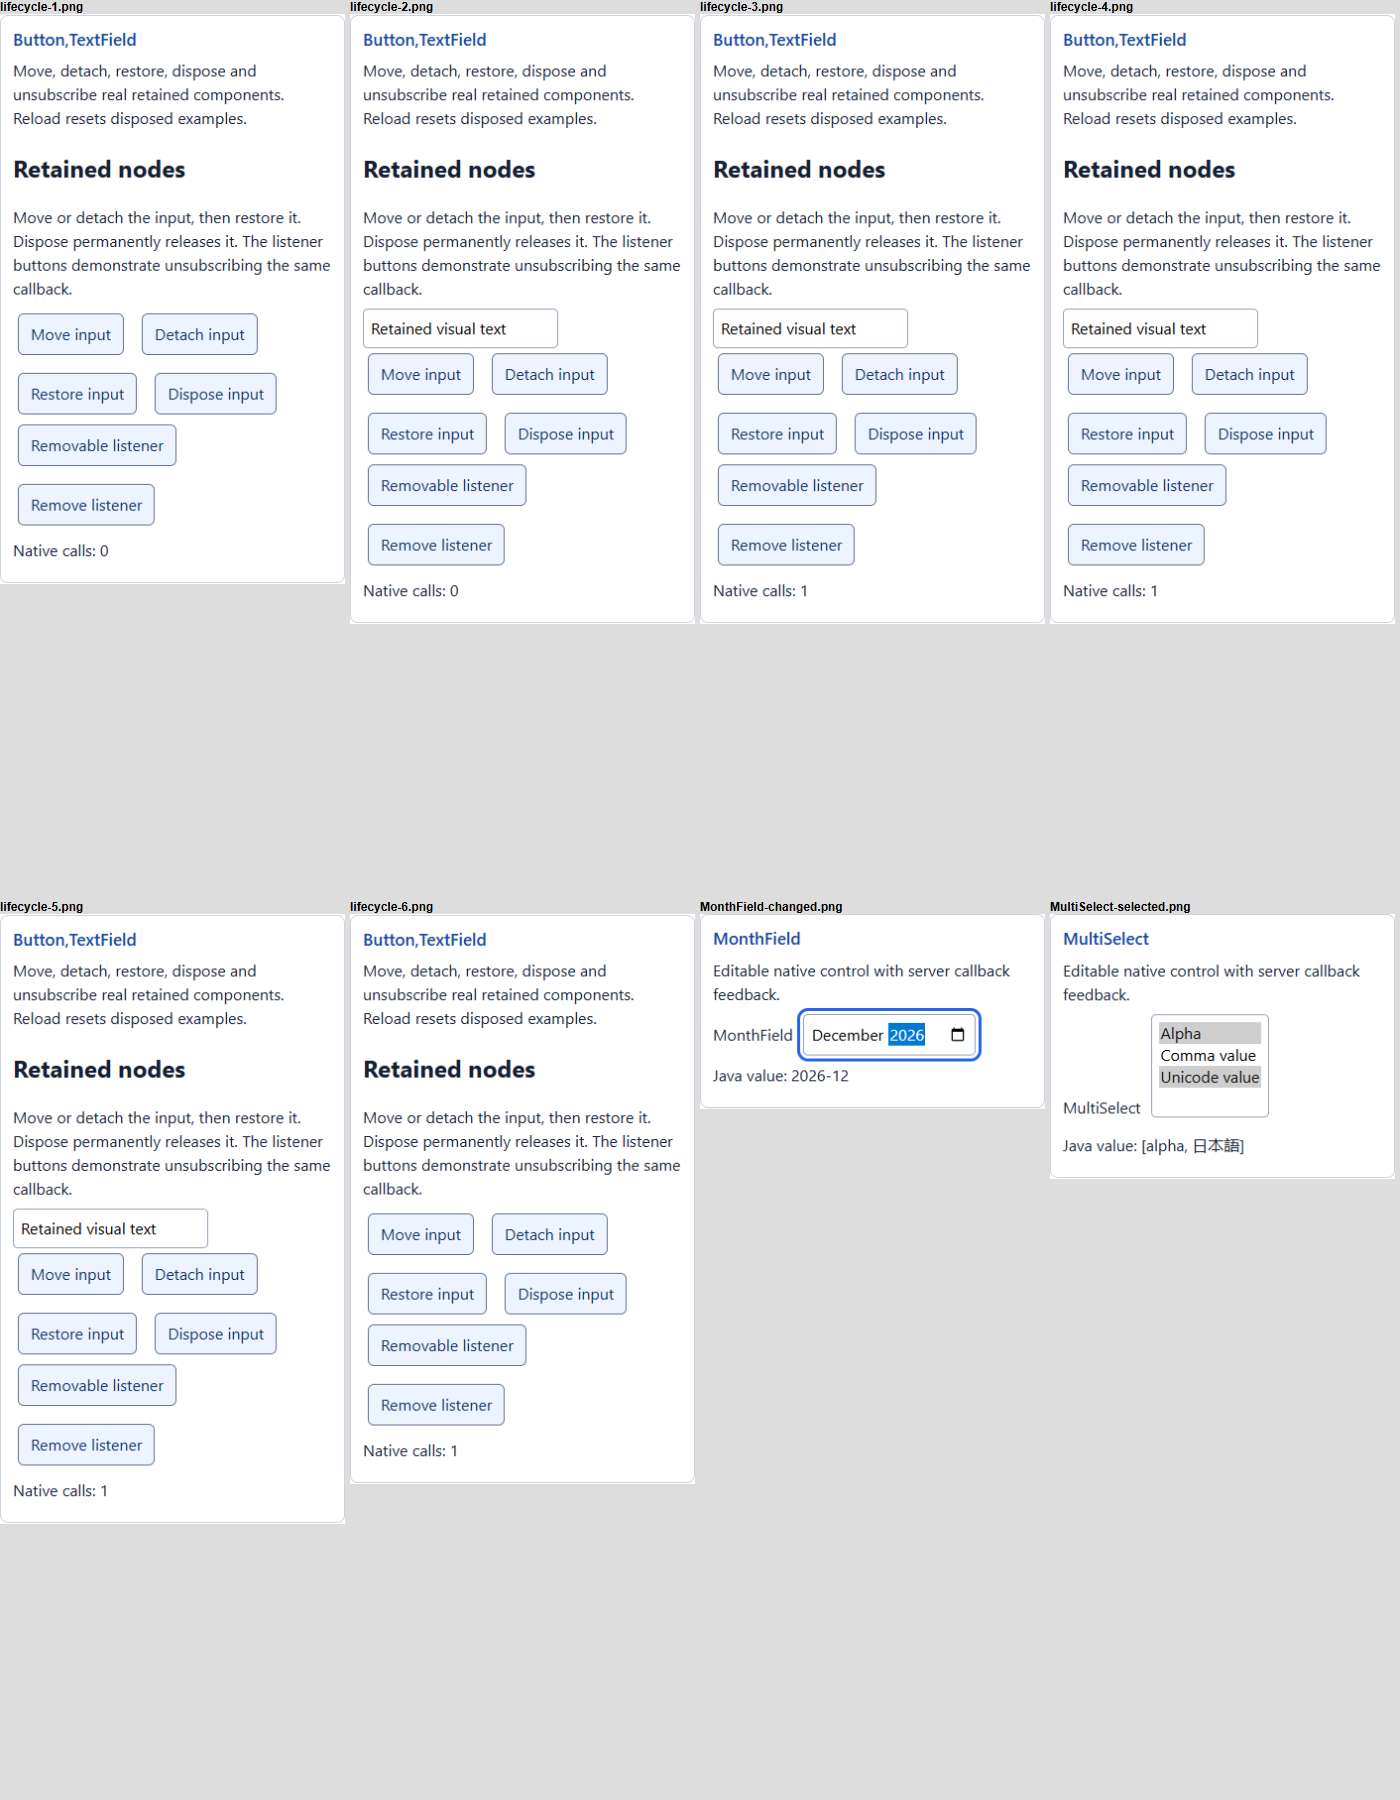 lifecycle-1.png
Button,TextField
Move, detach, restore, dispose and
unsubscribe real retained components.
Reload resets disposed examples.
Retained nodes
Move or detach the input, then restore it.
Dispose permanently releases it. The listener
buttons demonstrate unsubscribing the same
callback.
Move input
Detach input
Restore input
Dispose input
Removable listener
Remove listener
Native calls: 0
lifecycle-2.png
Button,TextField
Move, detach, restore, dispose and
unsubscribe real retained components.
Reload resets disposed examples.
Retained nodes
Move or detach the input, then restore it.
Dispose permanently releases it. The listener
buttons demonstrate unsubscribing the same
callback.
Retained visual text
Move input
Detach input
Restore input
Dispose input
Removable listener
Remove listener
Native calls: 0
lifecycle-3.png
Button,TextField
Move, detach, restore, dispose and
unsubscribe real retained components.
Reload resets disposed examples.
Retained nodes
Move or detach the input, then restore it.
Dispose permanently releases it. The listener
buttons demonstrate unsubscribing the same
callback.
Retained visual text
Move input
Detach input
Restore input
Dispose input
Removable listener
Remove listener
Native calls: 1
lifecycle-4.png
Button,TextField
Move, detach, restore, dispose and
unsubscribe real retained components.
Reload resets disposed examples.
Retained nodes
Move or detach the input, then restore it.
Dispose permanently releases it. The listener
buttons demonstrate unsubscribing the same
callback.
Retained visual text
Move input
Detach input
Restore input
Dispose input
Removable listener
Remove listener
Native calls: 1
lifecycle-5.png
Button,TextField
Move, detach, restore, dispose and
unsubscribe real retained components.
Reload resets disposed examples.
Retained nodes
Move or detach the input, then restore it.
Dispose permanently releases it. The listener
buttons demonstrate unsubscribing the same
callback.
Retained visual text
Move input
Detach input
Restore input
Dispose input
Removable listener
Remove listener
Native calls: 1
lifecycle-6.png
Button,TextField
Move, detach, restore, dispose and
unsubscribe real retained components.
Reload resets disposed examples.
Retained nodes
Move or detach the input, then restore it.
Dispose permanently releases it. The listener
buttons demonstrate unsubscribing the same
callback.
Move input
Detach input
Restore input
Dispose input
Removable listener
Remove listener
Native calls: 1
MonthField-changed.png
MonthField
Editable native control with server callback
feedback.
MonthField December 2026
Java value: 2026-12
MultiSelect-selected.png
MultiSelect
Editable native control with server callback
feedback.
Alpha
Comma value
Unicode value
MultiSelect
Java value: [alpha, 日本語]